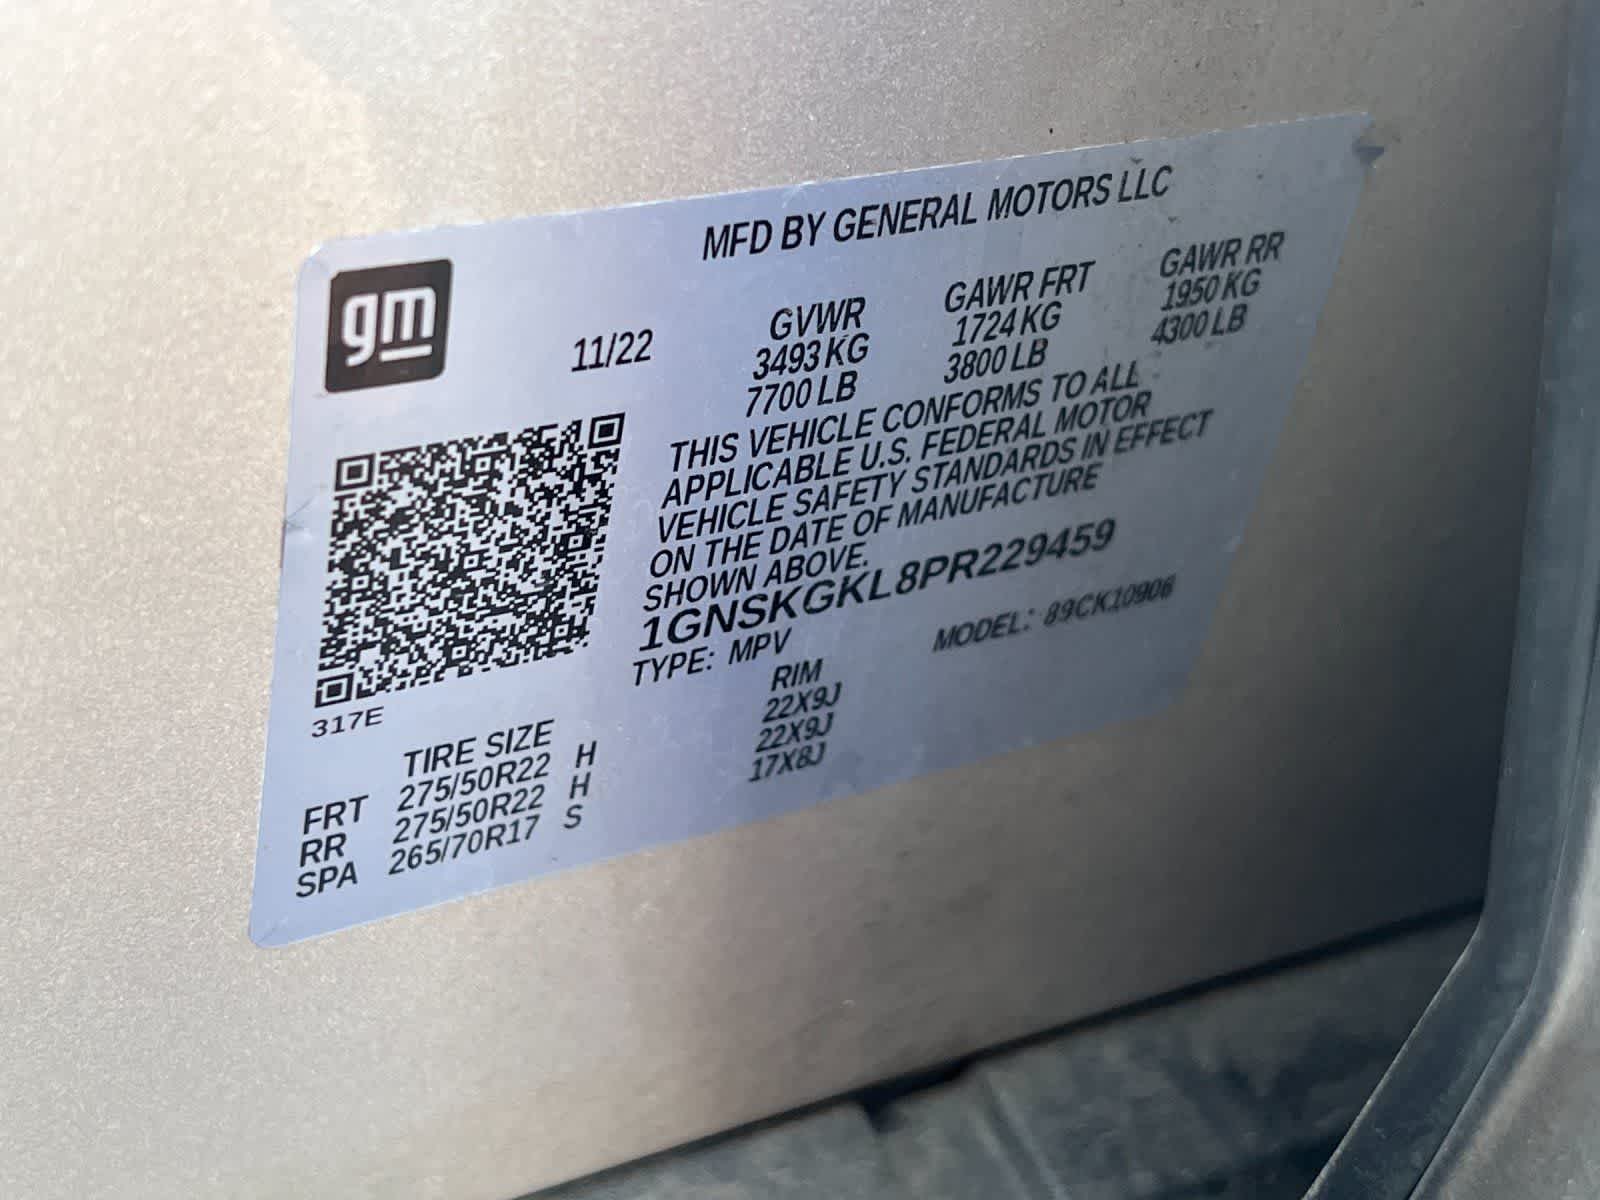 MFD BY GENERAL MOTORS LLC
gm
11/22
GVWR GAWR FRT GAWR RR
3493 KG 1724 KG 1950 KG
7700 LB 3800 LB 4300 LB
THIS VEHICLE CONFORMS TO ALL
APPLICABLE U.S. FEDERAL MOTOR
VEHICLE SAFETY STANDARDS IN EFFECT
ON THE DATE OF MANUFACTURE
SHOWN ABOVE.
1GNSKGKL8PR229459
TYPE: MPV MODEL: 89CK10906
317E
TIRE SIZE RIM
FRT 275/50R22 H 22X9J
RR 275/50R22 H 22X9J
SPA 265/70R17 S 17X8J